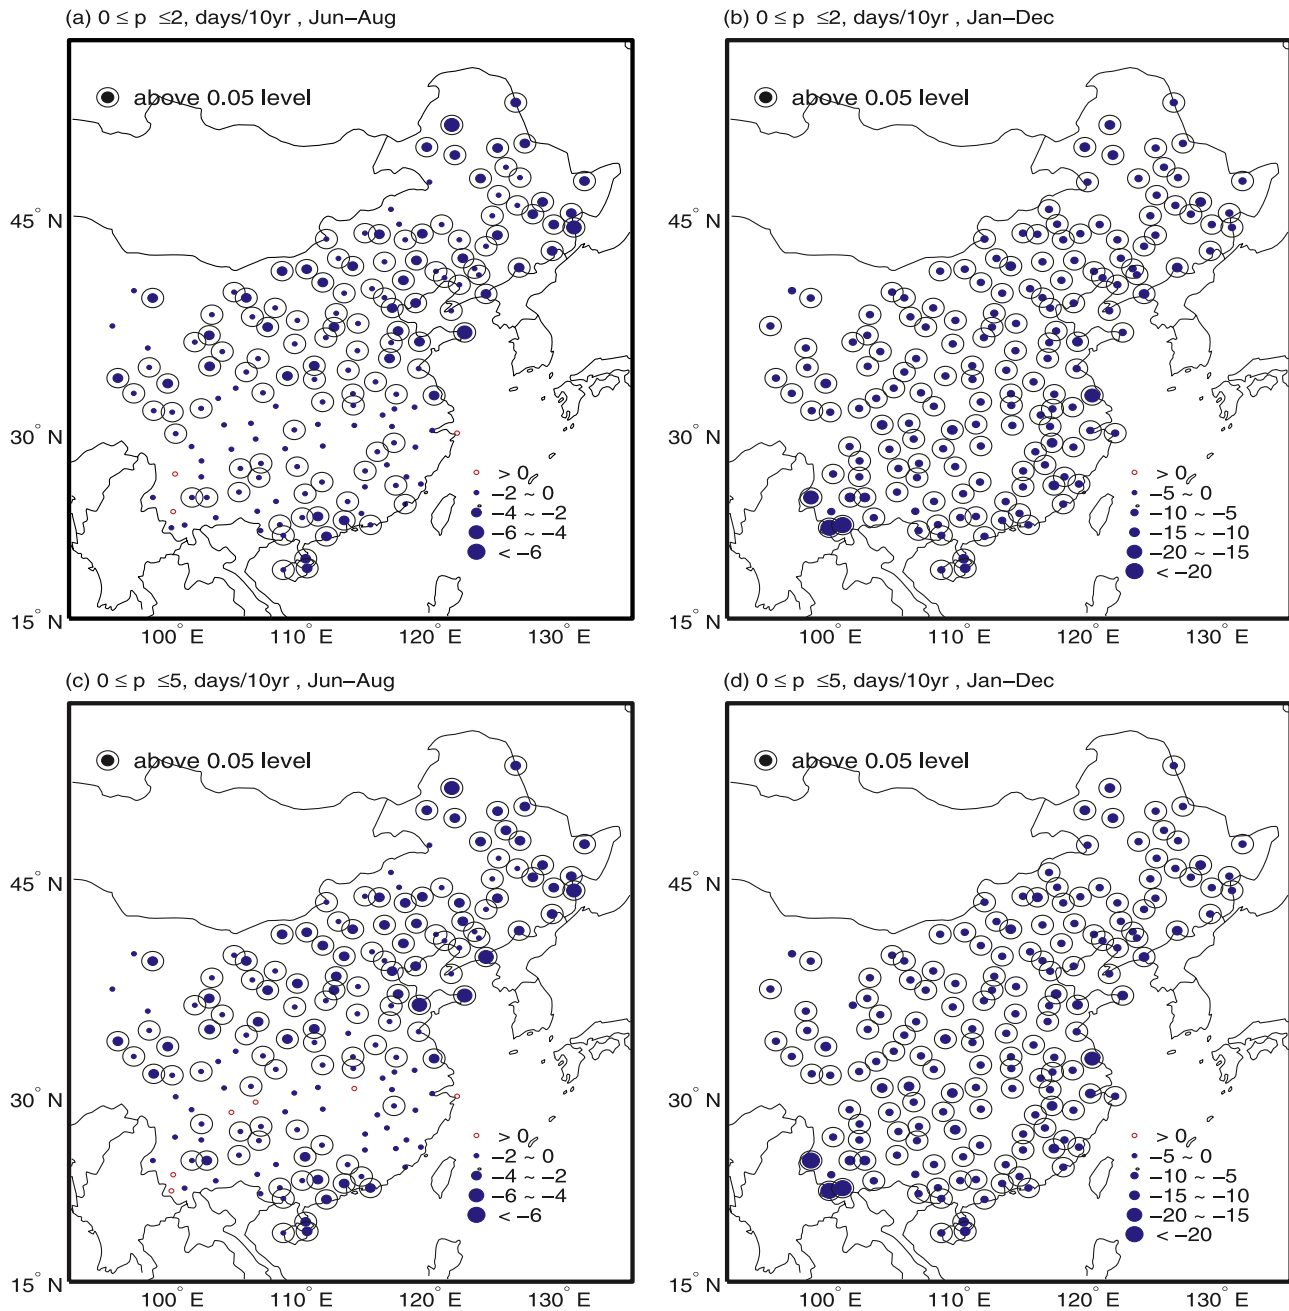 (a) 0 ≤ p ≤2, days/10yr , Jun−Aug
above 0.05 level
45° N
30° N
15° N
100° E
110° E
120° E
130° E
> 0
−2 ~ 0
−4 ~ −2
−6 ~ −4
< −6
(b) 0 ≤ p ≤2, days/10yr , Jan−Dec
above 0.05 level
45° N
30° N
15° N
100° E
110° E
120° E
130° E
> 0
−5 ~ 0
−10 ~ −5
−15 ~ −10
−20 ~ −15
< −20
(c) 0 ≤ p ≤5, days/10yr , Jun−Aug
above 0.05 level
45° N
30° N
15° N
100° E
110° E
120° E
130° E
> 0
−2 ~ 0
−4 ~ −2
−6 ~ −4
< −6
(d) 0 ≤ p ≤5, days/10yr , Jan−Dec
above 0.05 level
45° N
30° N
15° N
100° E
110° E
120° E
130° E
> 0
−5 ~ 0
−10 ~ −5
−15 ~ −10
−20 ~ −15
< −20